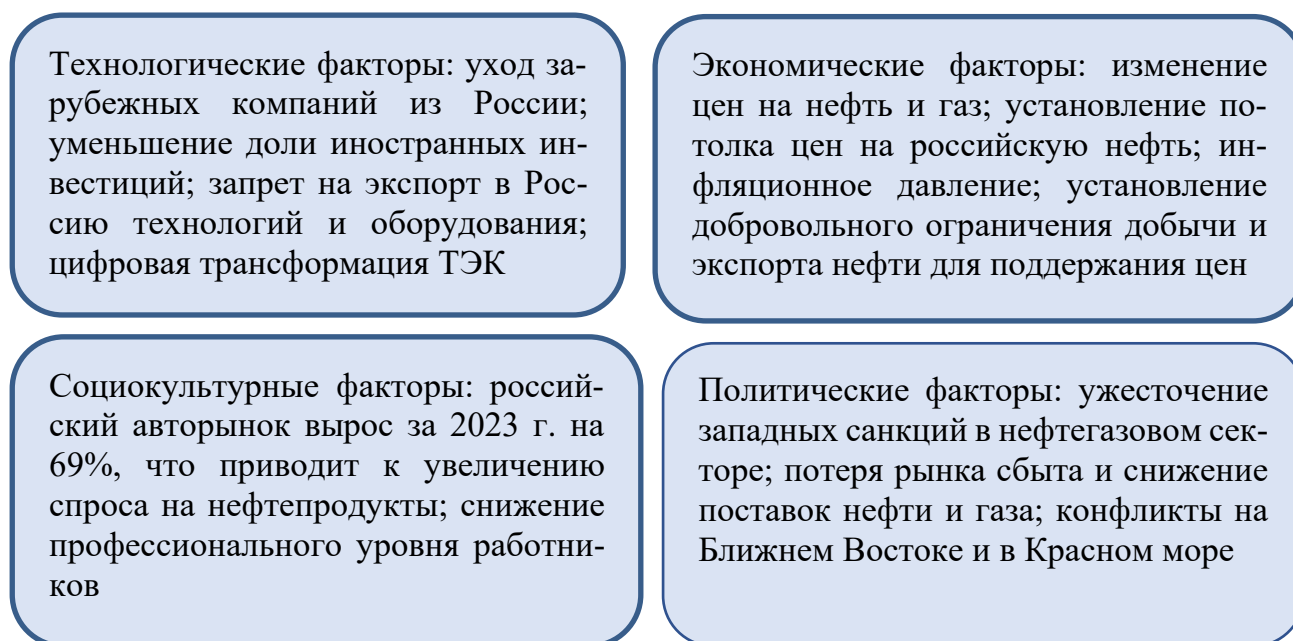 Технологические факторы: уход за-
рубежных компаний из России;
уменьшение доли иностранных ин-
вестиций; запрет на экспорт в Рос-
сию технологий и оборудования;
цифровая трансформация ТЭК
Экономические факторы: изменение
цен на нефть и газ; установление по-
толка цен на российскую нефть; ин-
фляционное давление; установление
добровольного ограничения добычи и
экспорта нефти для поддержания цен
Социокультурные факторы: россий-
ский авторынок вырос за 2023 г. на
69%, что приводит к увеличению
спроса на нефтепродукты; снижение
профессионального уровня работни-
ков
Политические факторы: ужесточение
западных санкций в нефтегазовом сек-
торе; потеря рынка сбыта и снижение
поставок нефти и газа; конфликты на
Ближнем Востоке и в Красном море